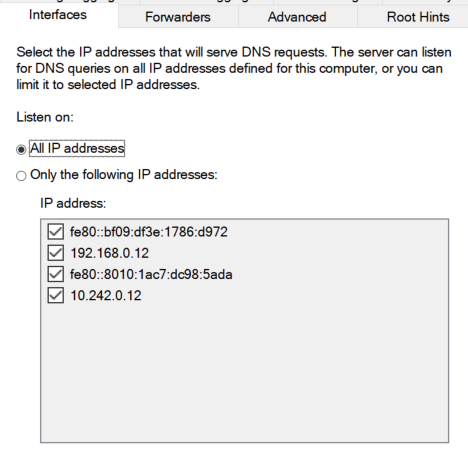 Interfaces
Forwarders
Advanced
Root Hints
Select the IP addresses that will serve DNS requests. The server can listen
for DNS queries on all IP addresses defined for this computer, or you can
limit it to selected IP addresses.
Listen on:
All IP addresses
Only the following IP addresses:
IP address:
fe80::bf09:df3e:1786:d972
192.168.0.12
fe80::8010:1ac7:dc98:5ada
10.242.0.12